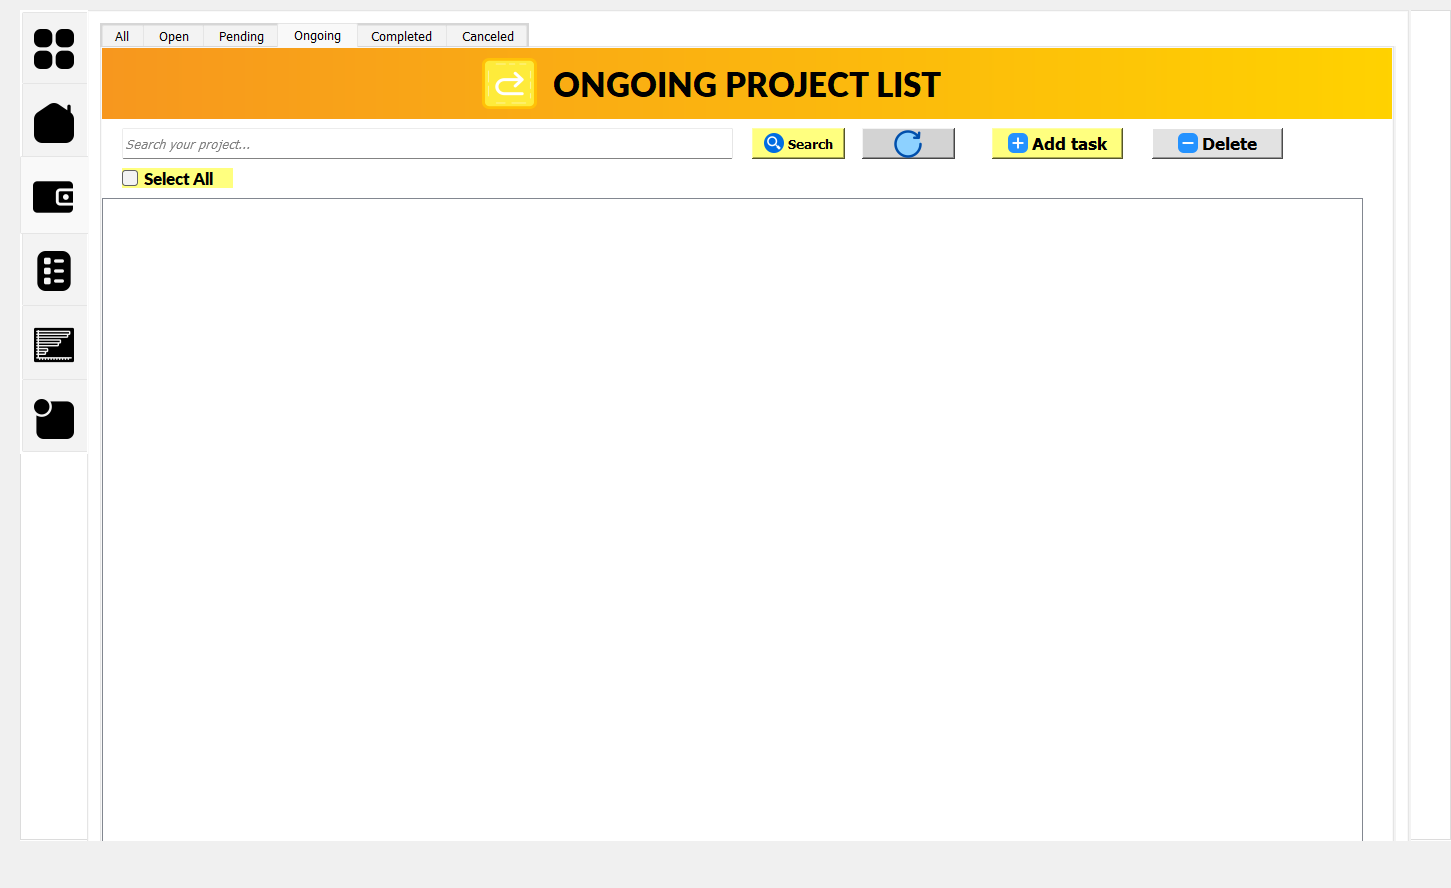 All Open Pending Ongoing Completed Canceled
ONGOING PROJECT LIST
Search your project... Search Add task Delete
Select All